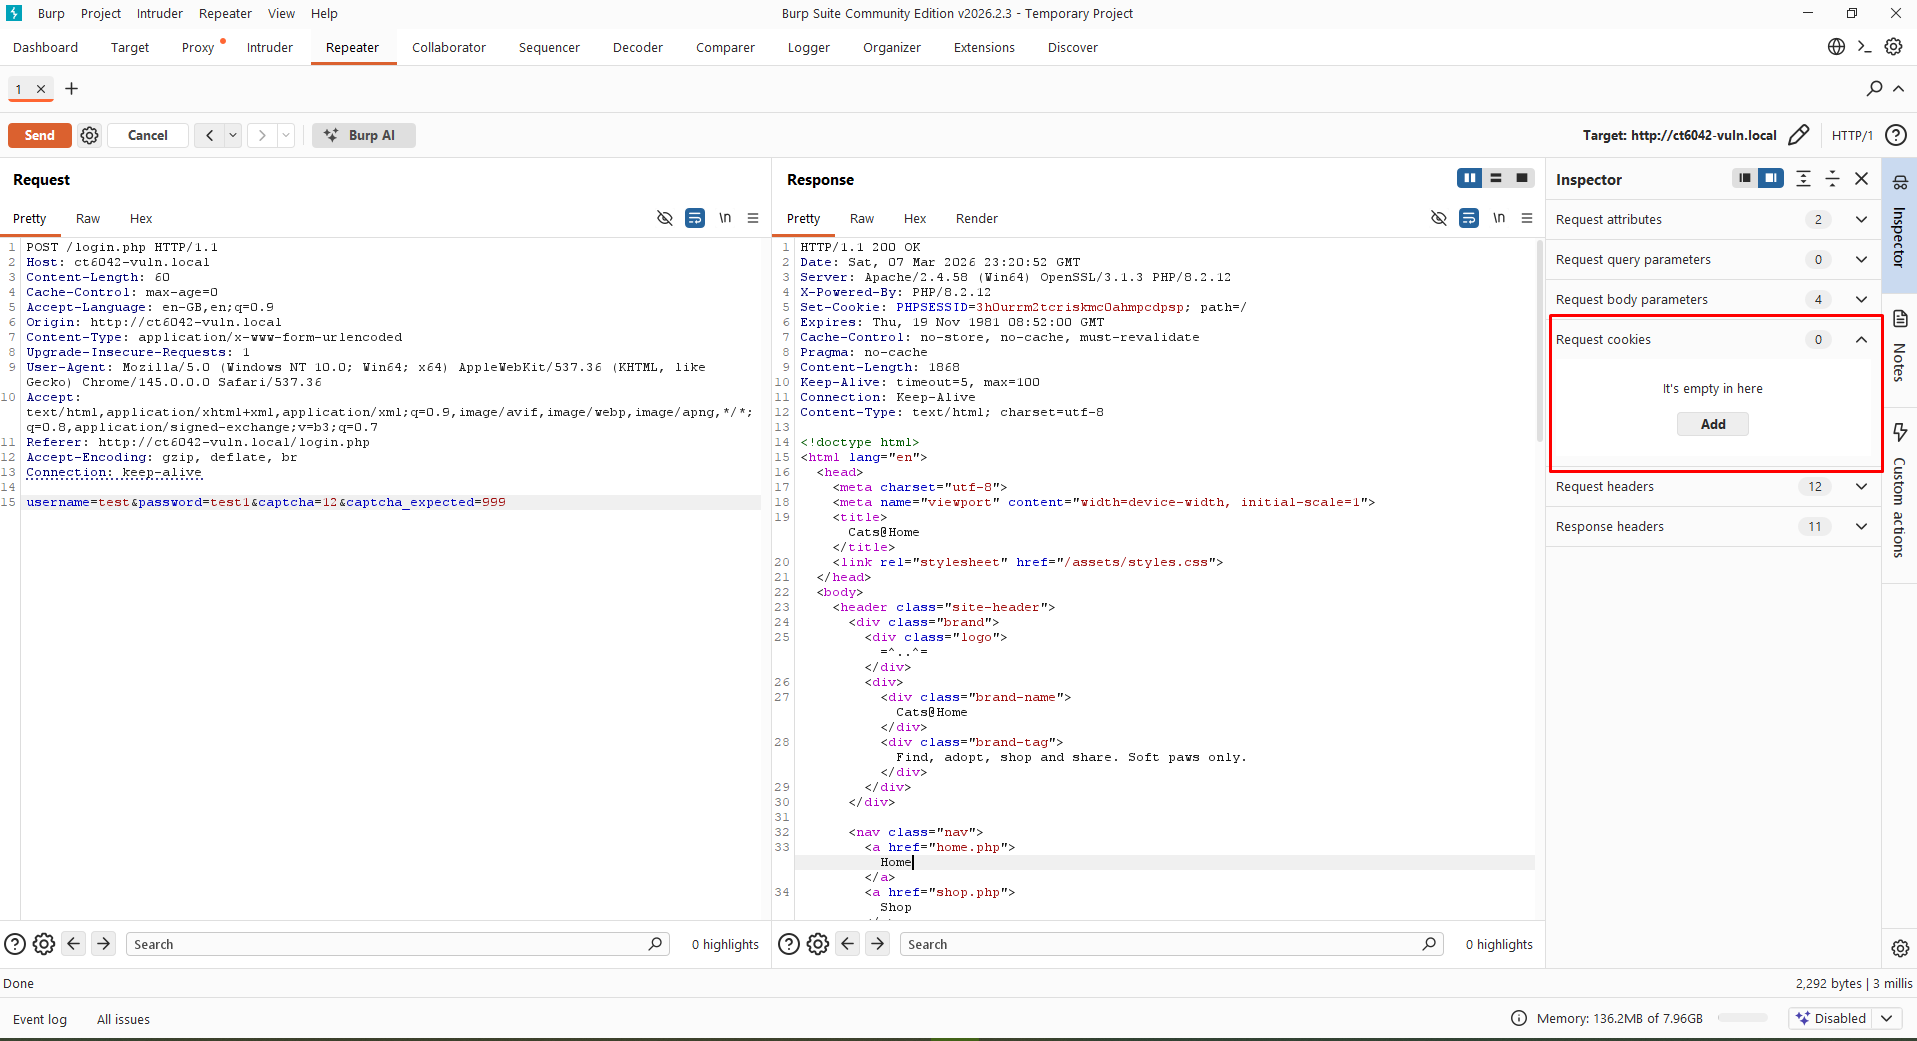 Burp Project Intruder Repeater View Help
Burp Suite Community Edition v2026.2.3 - Temporary Project
Dashboard Target Proxy Intruder Repeater Collaborator Sequencer Decoder Comparer Logger Organizer Extensions Discover
1
Send Cancel Burp AI
Target: http://ct6042-vuln.local HTTP/1
Request
Pretty Raw Hex \n
1 POST /login.php HTTP/1.1
2 Host: ct6042-vuln.local
3 Content-Length: 60
4 Cache-Control: max-age=0
5 Accept-Language: en-GB,en;q=0.9
6 Origin: http://ct6042-vuln.local
7 Content-Type: application/x-www-form-urlencoded
8 Upgrade-Insecure-Requests: 1
9 User-Agent: Mozilla/5.0 (Windows NT 10.0; Win64; x64) AppleWebKit/537.36 (KHTML, like
Gecko) Chrome/145.0.0.0 Safari/537.36
10 Accept:
text/html,application/xhtml+xml,application/xml;q=0.9,image/avif,image/webp,image/apng,*/*;
q=0.8,application/signed-exchange;v=b3;q=0.7
11 Referer: http://ct6042-vuln.local/login.php
12 Accept-Encoding: gzip, deflate, br
13 Connection: keep-alive
14
15 username=test&password=test1&captcha=12&captcha_expected=999
Search 0 highlights
Response
Pretty Raw Hex Render \n
1 HTTP/1.1 200 OK
2 Date: Sat, 07 Mar 2026 23:20:52 GMT
3 Server: Apache/2.4.58 (Win64) OpenSSL/3.1.3 PHP/8.2.12
4 X-Powered-By: PHP/8.2.12
5 Set-Cookie: PHPSESSID=3h0urrm2tcriskmc0ahmpcdpsp; path=/
6 Expires: Thu, 19 Nov 1981 08:52:00 GMT
7 Cache-Control: no-store, no-cache, must-revalidate
8 Pragma: no-cache
9 Content-Length: 1868
10 Keep-Alive: timeout=5, max=100
11 Connection: Keep-Alive
12 Content-Type: text/html; charset=utf-8
13
14 <!doctype html>
15 <html lang="en">
16 <head>
17 <meta charset="utf-8">
18 <meta name="viewport" content="width=device-width, initial-scale=1">
19 <title>
Cats@Home
</title>
20 <link rel="stylesheet" href="/assets/styles.css">
21 </head>
22 <body>
23 <header class="site-header">
24 <div class="brand">
25 <div class="logo">
=^..^=
</div>
26 <div>
27 <div class="brand-name">
Cats@Home
</div>
28 <div class="brand-tag">
Find, adopt, shop and share. Soft paws only.
</div>
29 </div>
30 </div>
31
32 <nav class="nav">
33 <a href="home.php">
Home
</a>
34 <a href="shop.php">
Shop
Search 0 highlights
Inspector
Request attributes 2
Request query parameters 0
Request body parameters 4
Request cookies 0
It's empty in here
Add
Request headers 12
Response headers 11
Inspector
Notes
Custom actions
Done
2,292 bytes | 3 millis
Event log All issues
Memory: 136.2MB of 7.96GB Disabled